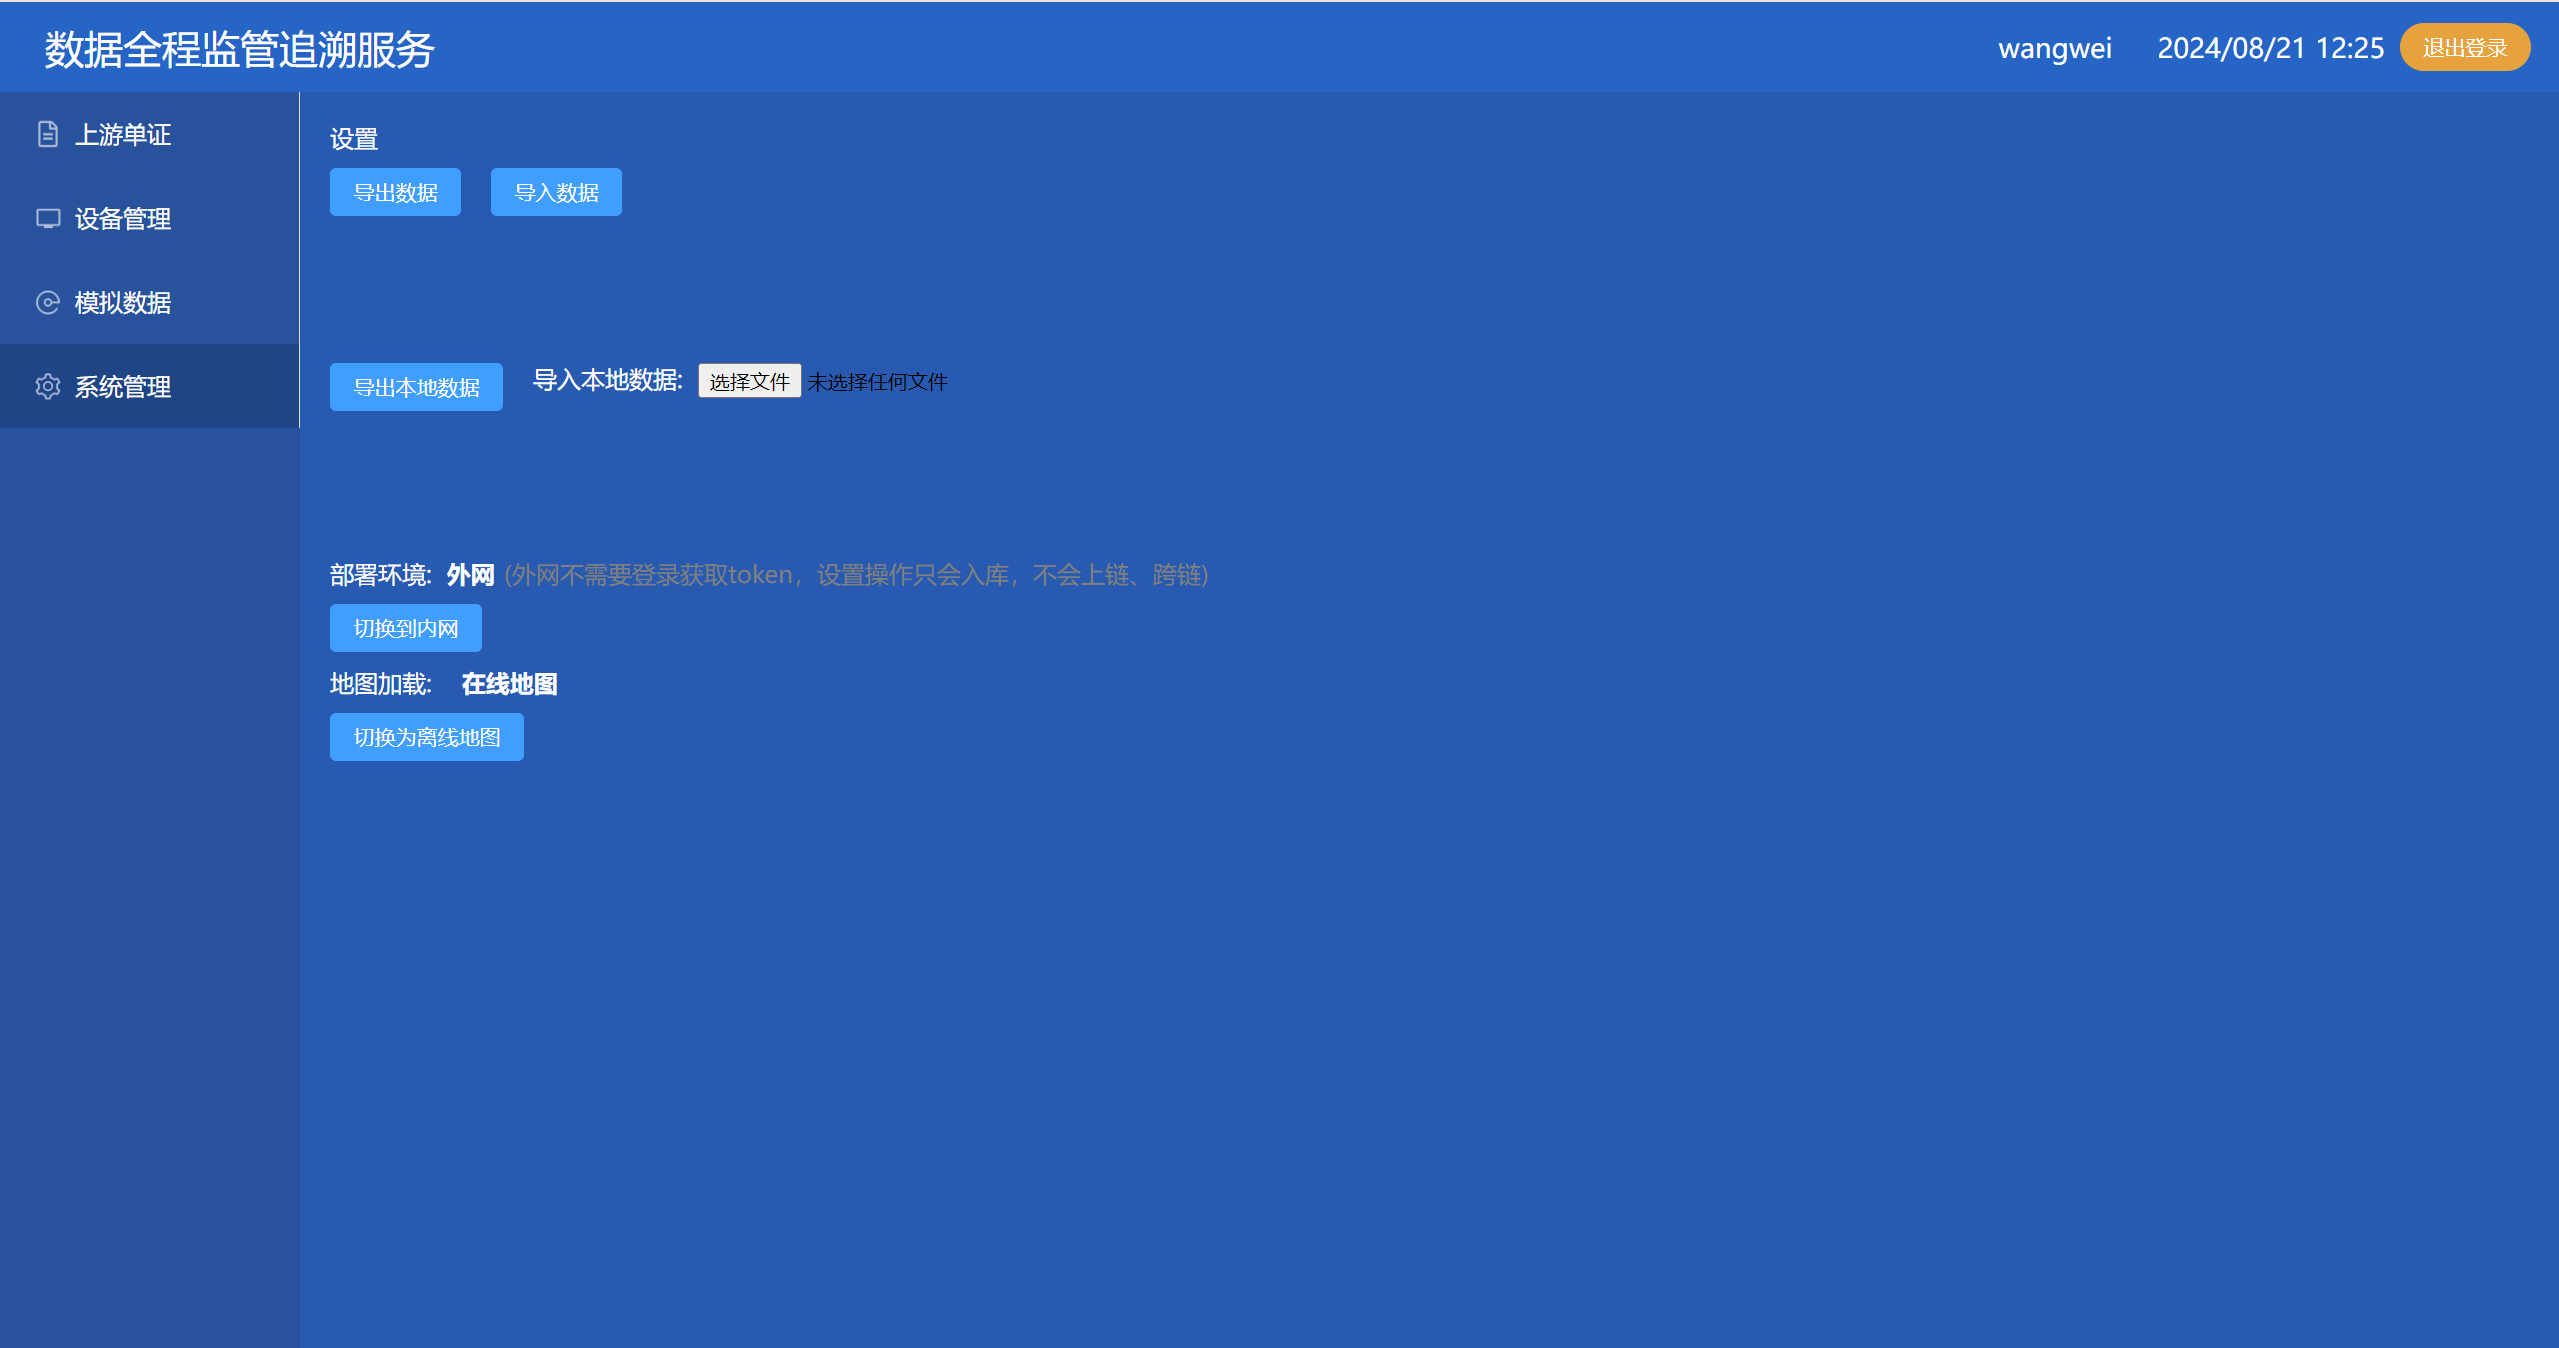 数据全程监管追溯服务
wangwei 2024/08/21 12:25 退出登录
上游单证
设备管理
模拟数据
系统管理
设置
导出数据 导入数据
导出本地数据 导入本地数据: 选择文件 未选择任何文件
部署环境: 外网 (外网不需要登录获取token，设置操作只会入库，不会上链、跨链)
切换到内网
地图加载: 在线地图
切换为离线地图